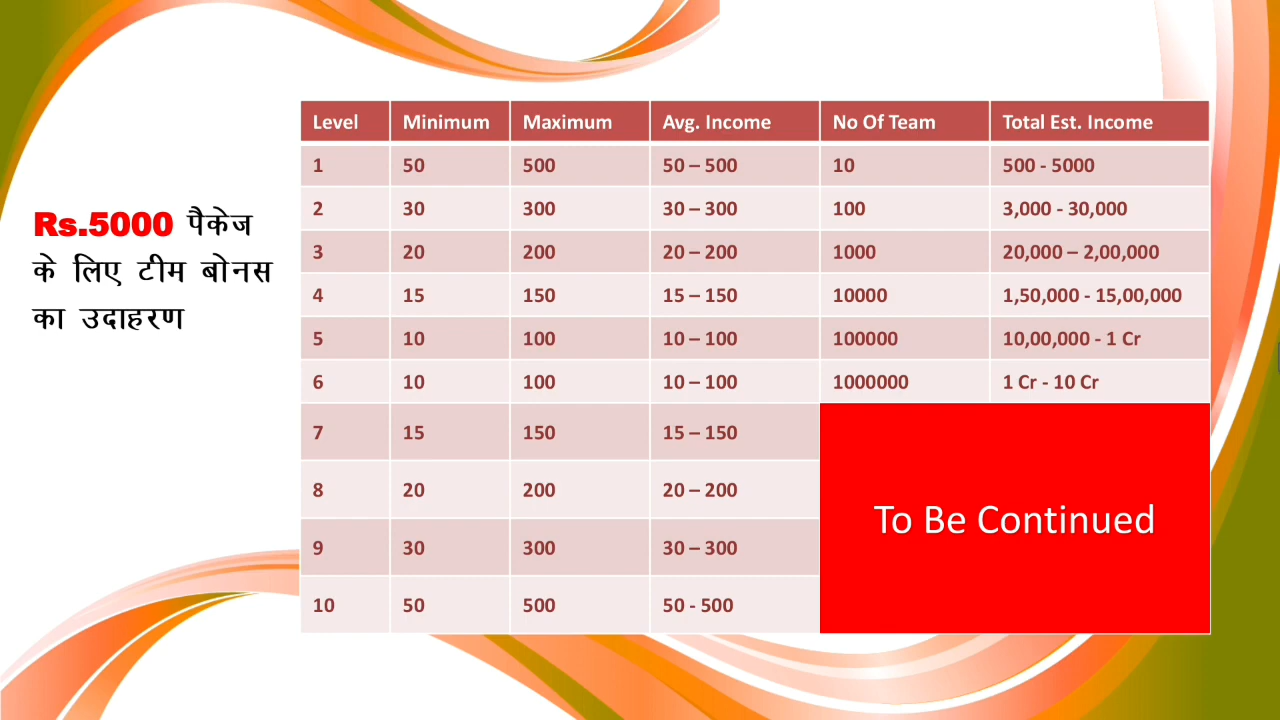 Rs.5000 पैकेज
के लिए टीम बोनस
का उदाहरण
Level Minimum Maximum Avg. Income No Of Team Total Est. Income
1 50 500 50 – 500 10 500 - 5000
2 30 300 30 – 300 100 3,000 - 30,000
3 20 200 20 – 200 1000 20,000 – 2,00,000
4 15 150 15 – 150 10000 1,50,000 - 15,00,000
5 10 100 10 – 100 100000 10,00,000 - 1 Cr
6 10 100 10 – 100 1000000 1 Cr - 10 Cr
7 15 150 15 – 150
8 20 200 20 – 200
To Be Continued
9 30 300 30 – 300
10 50 500 50 - 500